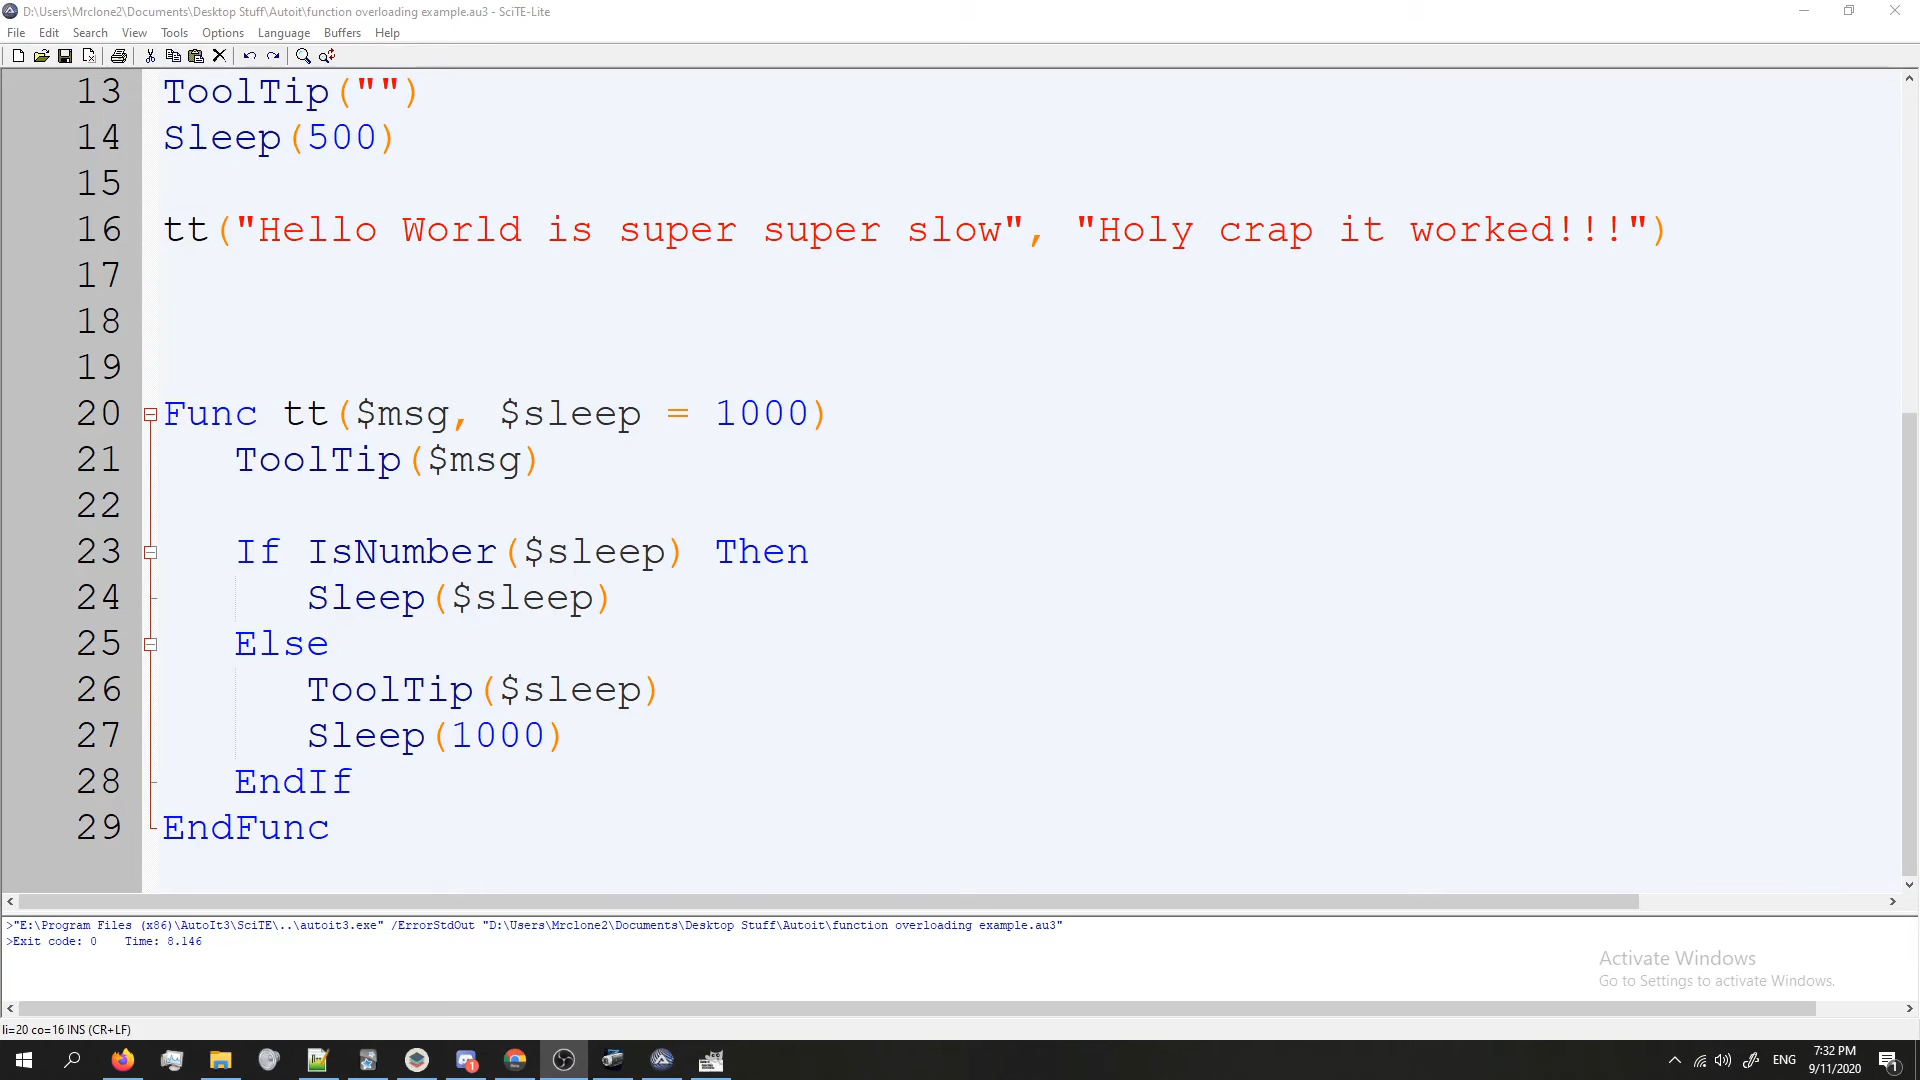 D:\Users\Mrclone2\Documents\Desktop Stuff\Autoit\function overloading example.au3 - SciTE-Lite
File Edit Search View Tools Options Language Buffers Help
13 ToolTip("")
14 Sleep(500)
15
16 tt("Hello World is super super slow", "Holy crap it worked!!!")
17
18
19
20 Func tt($msg, $sleep = 1000)
21 ToolTip($msg)
22
23 If IsNumber($sleep) Then
24 Sleep($sleep)
25 Else
26 ToolTip($sleep)
27 Sleep(1000)
28 EndIf
29 EndFunc
>"E:\Program Files (x86)\AutoIt3\SciTE\..\autoit3.exe" /ErrorStdOut "D:\Users\Mrclone2\Documents\Desktop Stuff\Autoit\function overloading example.au3"
>Exit code: 0    Time: 8.146
Activate Windows
Go to Settings to activate Windows.
li=20 co=16 INS (CR+LF)
ENG
7:32 PM
9/11/2020